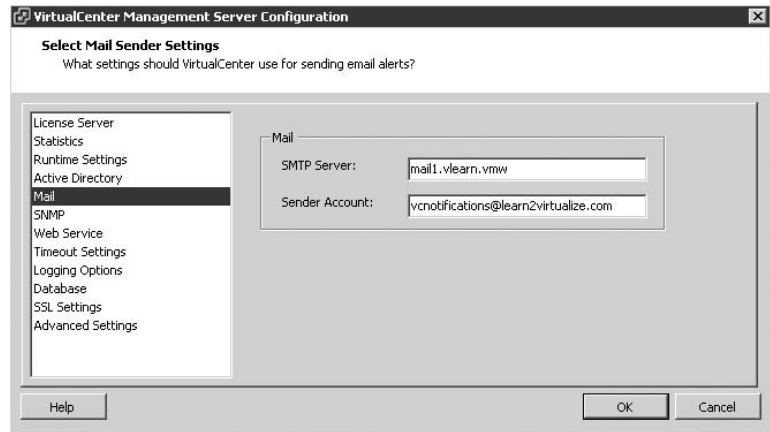 VirtualCenter Management Server Configuration
Select Mail Sender Settings
What settings should VirtualCenter use for sending email alerts?
License Server
Statistics
Runtime Settings
Active Directory
Mail
SNMP
Web Service
Timeout Settings
Logging Options
Database
SSL Settings
Advanced Settings
Mail
SMTP Server: mail1.vlearn.vmw
Sender Account: vcnotifications@learn2virtualize.com
Help OK Cancel